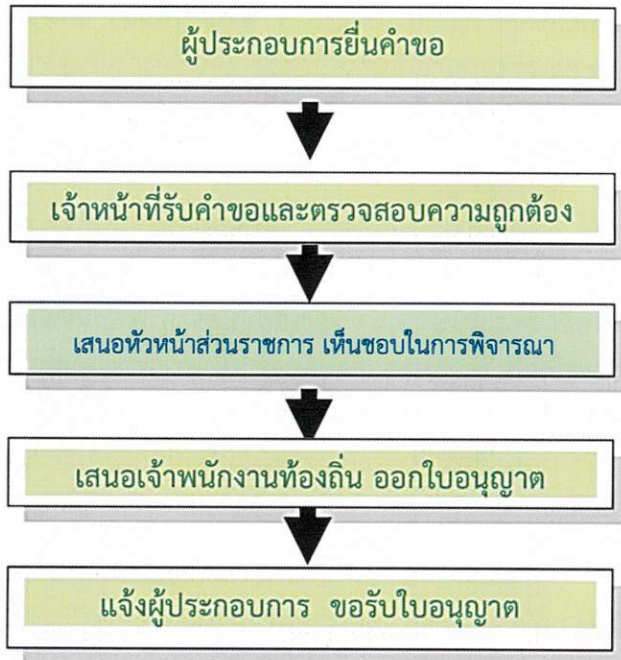 ผู้ประกอบการยื่นคำขอ
เจ้าหน้าที่รับคำขอและตรวจสอบความถูกต้อง
เสนอหัวหน้าส่วนราชการ เห็นชอบในการพิจารณา
เสนอเจ้าพนักงานท้องถิ่น ออกใบอนุญาต
แจ้งผู้ประกอบการ ขอรับใบอนุญาต